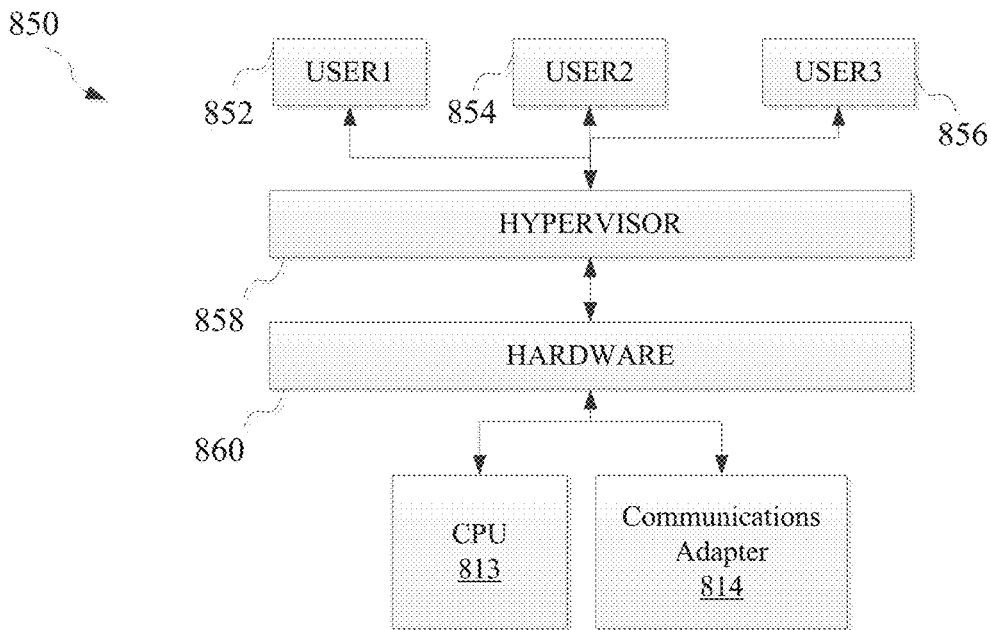 850
USER1
USER2
USER3
852
854
856
HYPERVISOR
858
HARDWARE
860
CPU
813
Communications
Adapter
814